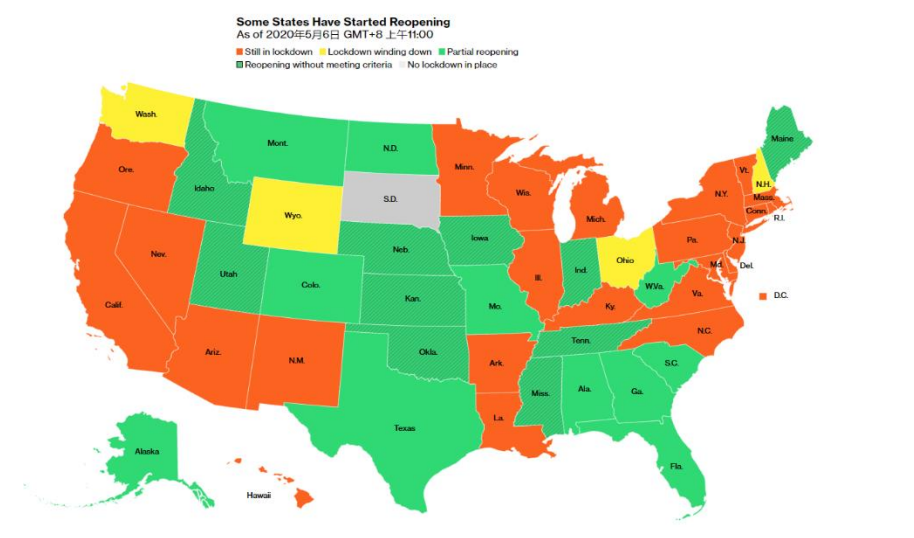 Some States Have Started Reopening
As of 2020年5月6日 GMT+8 上午11:00
Still in lockdown Lockdown winding down Partial reopening
Reopening without meeting criteria No lockdown in place
Wash.
Mont.
N.D.
Minn.
Maine
Ore.
Idaho
Wyo.
S.D.
Wis.
Mich.
Vt.
N.H.
N.Y.
Mass.
Conn.
R.I.
Nev.
Utah
Colo.
Neb.
Iowa
Ill.
Ind.
Ohio
Pa.
N.J.
Md.
Del.
W.Va.
Va.
D.C.
Calif.
Kan.
Mo.
Ky.
Ariz.
N.M.
Okla.
Ark.
Tenn.
N.C.
S.C.
Texas
La.
Miss.
Ala.
Ga.
Fla.
Alaska
Hawaii